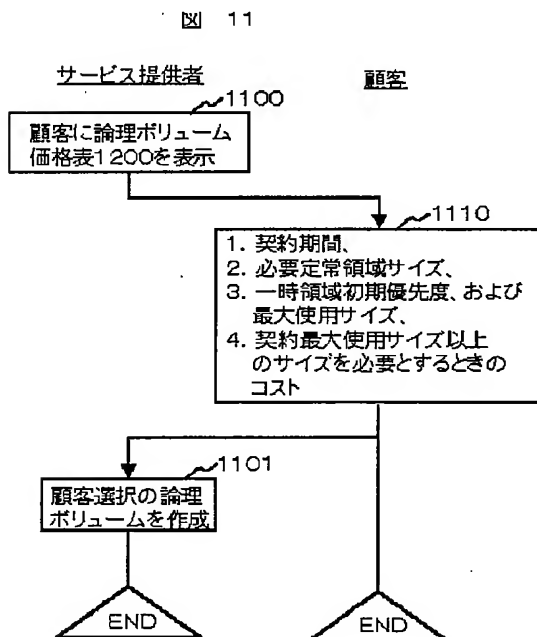 図 11
サービス提供者
顧客
1100
顧客に論理ボリューム
価格表1200を表示
1110
1. 契約期間、
2. 必要定常領域サイズ、
3. 一時領域初期優先度、および
最大使用サイズ、
4. 契約最大使用サイズ以上
のサイズを必要とするときの
コスト
1101
顧客選択の論理
ボリュームを作成
END
END